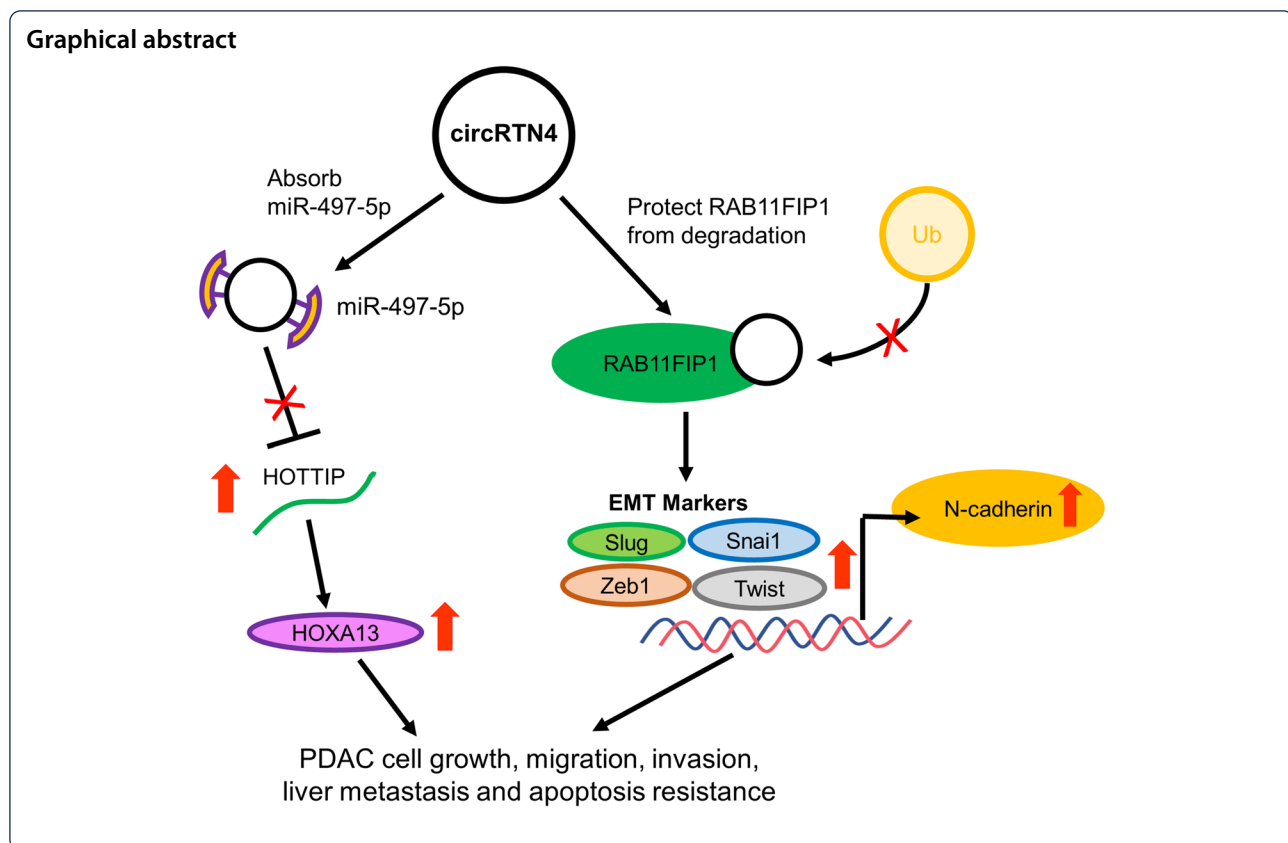 Graphical abstract
circRTN4
Absorb
miR-497-5p
miR-497-5p
HOTTIP
HOXA13
Protect RAB11FIP1
from degradation
Ub
RAB11FIP1
EMT Markers
Slug
Snai1
Zeb1
Twist
N-cadherin
PDAC cell growth, migration, invasion,
liver metastasis and apoptosis resistance